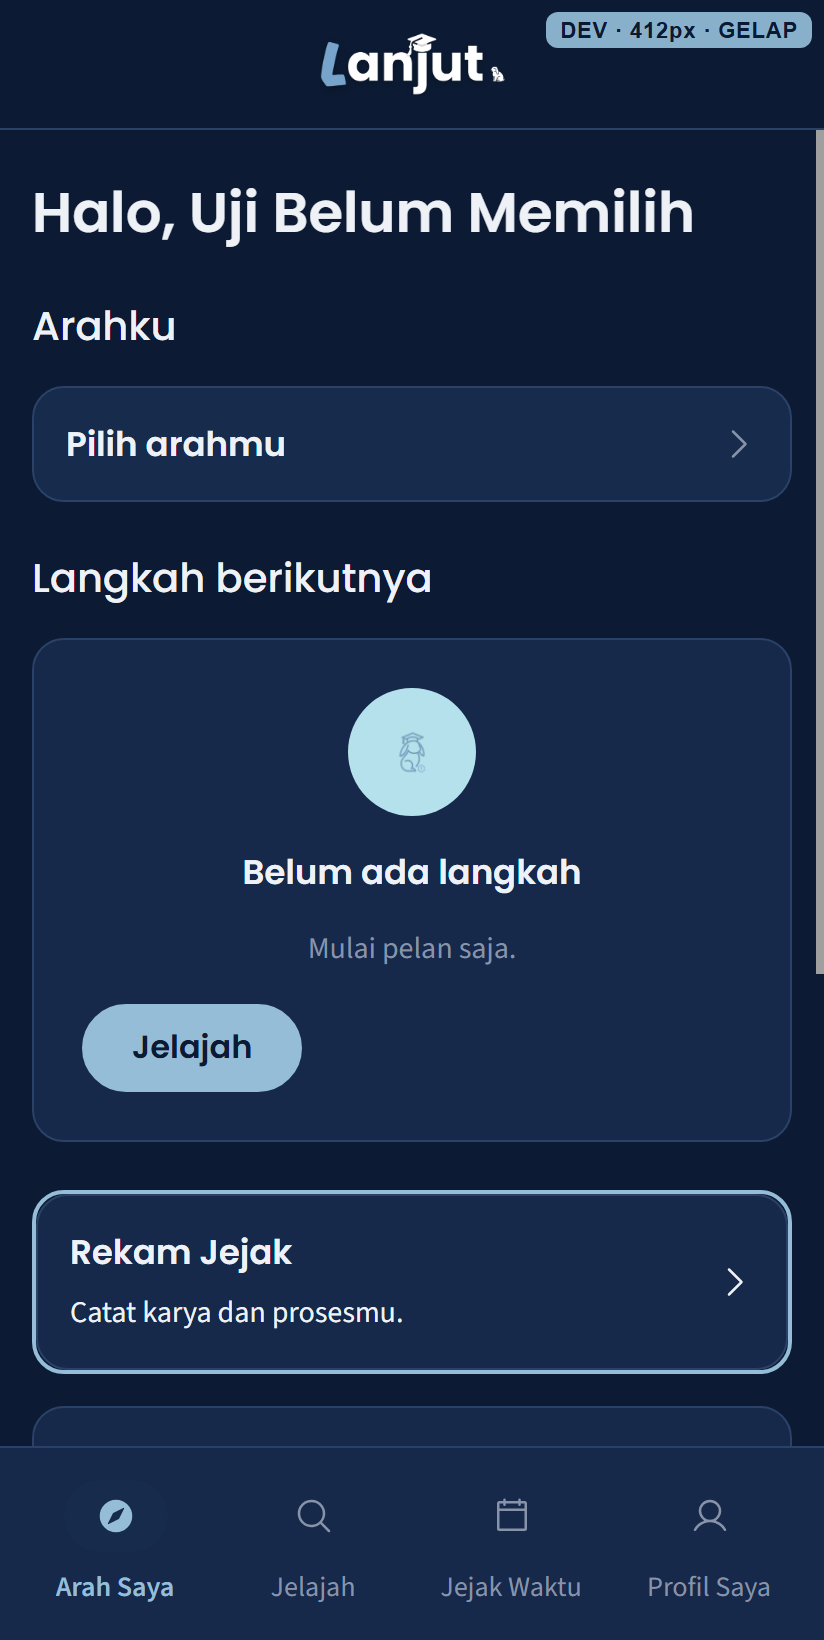 Lanjut
DEV · 412px · GELAP
Halo, Uji Belum Memilih
Arahku
Pilih arahmu
Langkah berikutnya
Belum ada langkah
Mulai pelan saja.
Jelajah
Rekam Jejak
Catat karya dan prosesmu.
Arah Saya
Jelajah
Jejak Waktu
Profil Saya